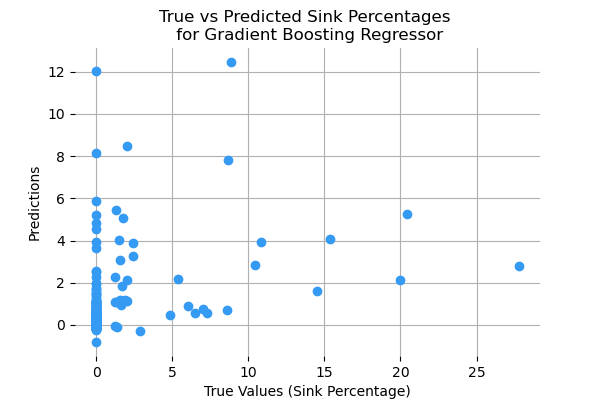 True vs Predicted Sink Percentages
for Gradient Boosting Regressor
12
10
8
6
4
2
0
Predictions
0 5 10 15 20 25
True Values (Sink Percentage)